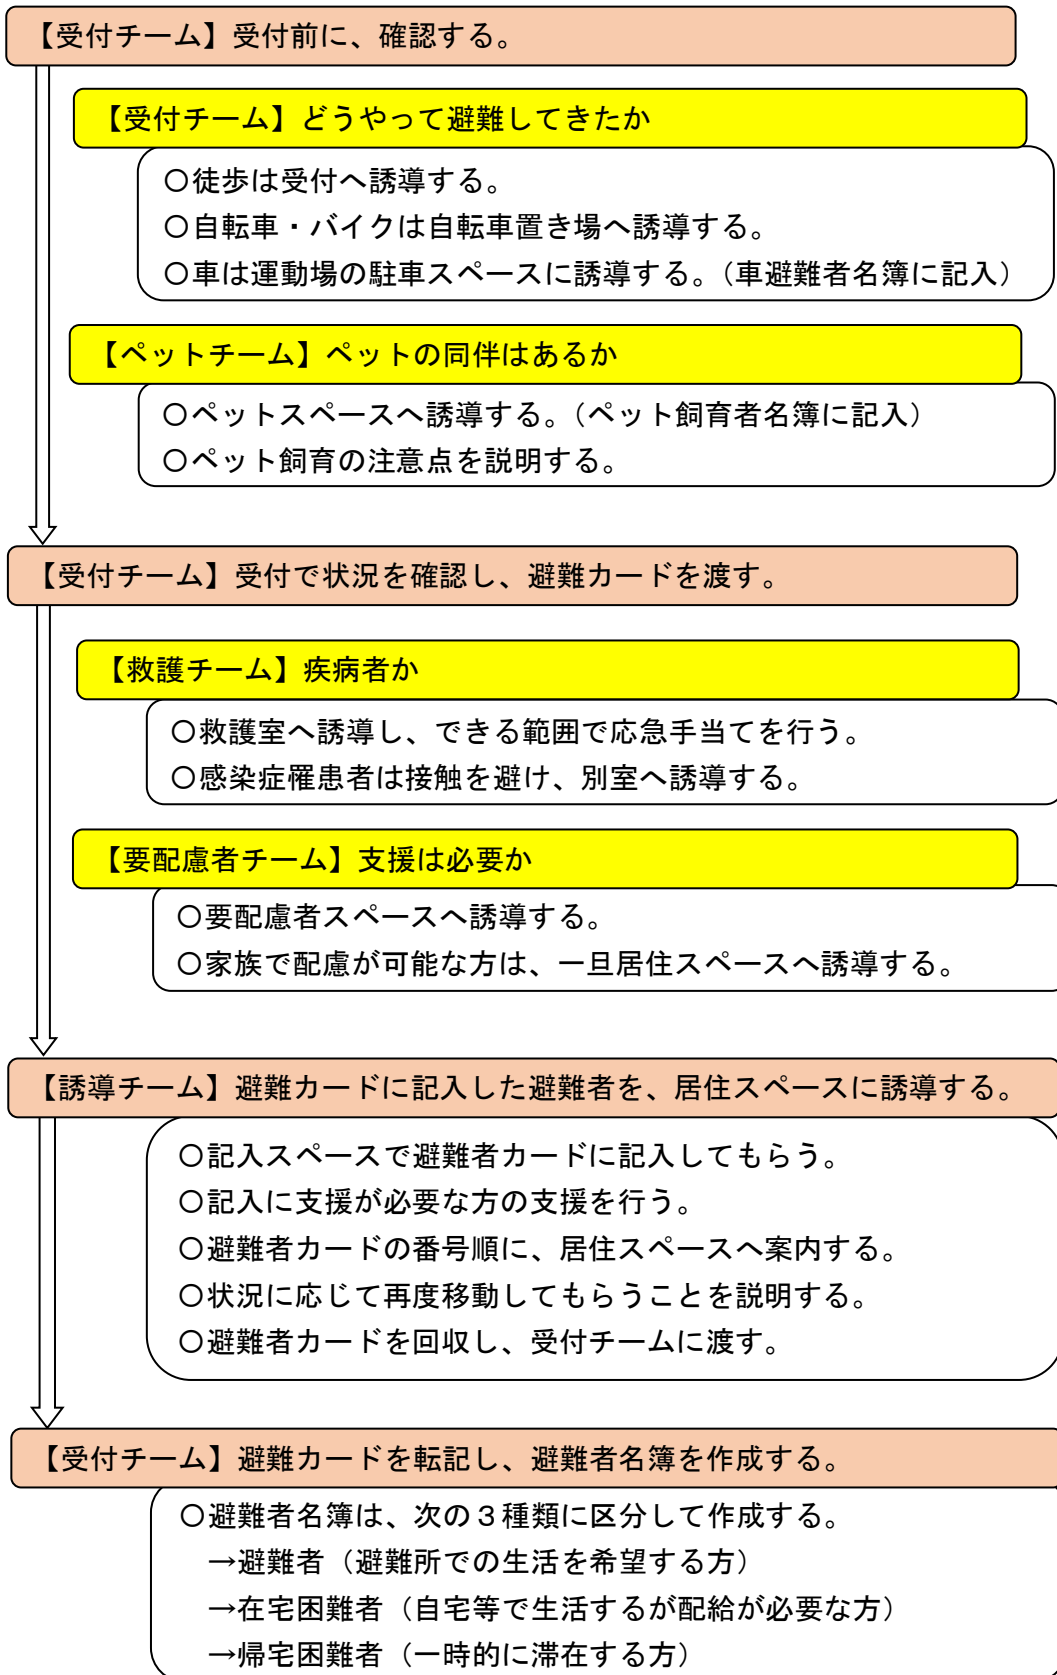 【受付チーム】受付前に、確認する。
【受付チーム】どうやって避難してきたか
〇徒歩は受付へ誘導する。
〇自転車・バイクは自転車置き場へ誘導する。
〇車は運動場の駐車スペースに誘導する。（車避難者名簿に記入）
【ペットチーム】ペットの同伴はあるか
〇ペットスペースへ誘導する。（ペット飼育者名簿に記入）
〇ペット飼育の注意点を説明する。
【受付チーム】受付で状況を確認し、避難カードを渡す。
【救護チーム】疾病者か
〇救護室へ誘導し、できる範囲で応急手当てを行う。
〇感染症罹患者は接触を避け、別室へ誘導する。
【要配慮者チーム】支援は必要か
〇要配慮者スペースへ誘導する。
〇家族で配慮が可能な方は、一旦居住スペースへ誘導する。
【誘導チーム】避難カードに記入した避難者を、居住スペースに誘導する。
〇記入スペースで避難者カードに記入してもらう。
〇記入に支援が必要な方の支援を行う。
〇避難者カードの番号順に、居住スペースへ案内する。
〇状況に応じて再度移動してもらうことを説明する。
〇避難者カードを回収し、受付チームに渡す。
【受付チーム】避難カードを転記し、避難者名簿を作成する。
〇避難者名簿は、次の３種類に区分して作成する。
→避難者（避難所での生活を希望する方）
→在宅困難者（自宅等で生活するが配給が必要な方）
→帰宅困難者（一時的に滞在する方）